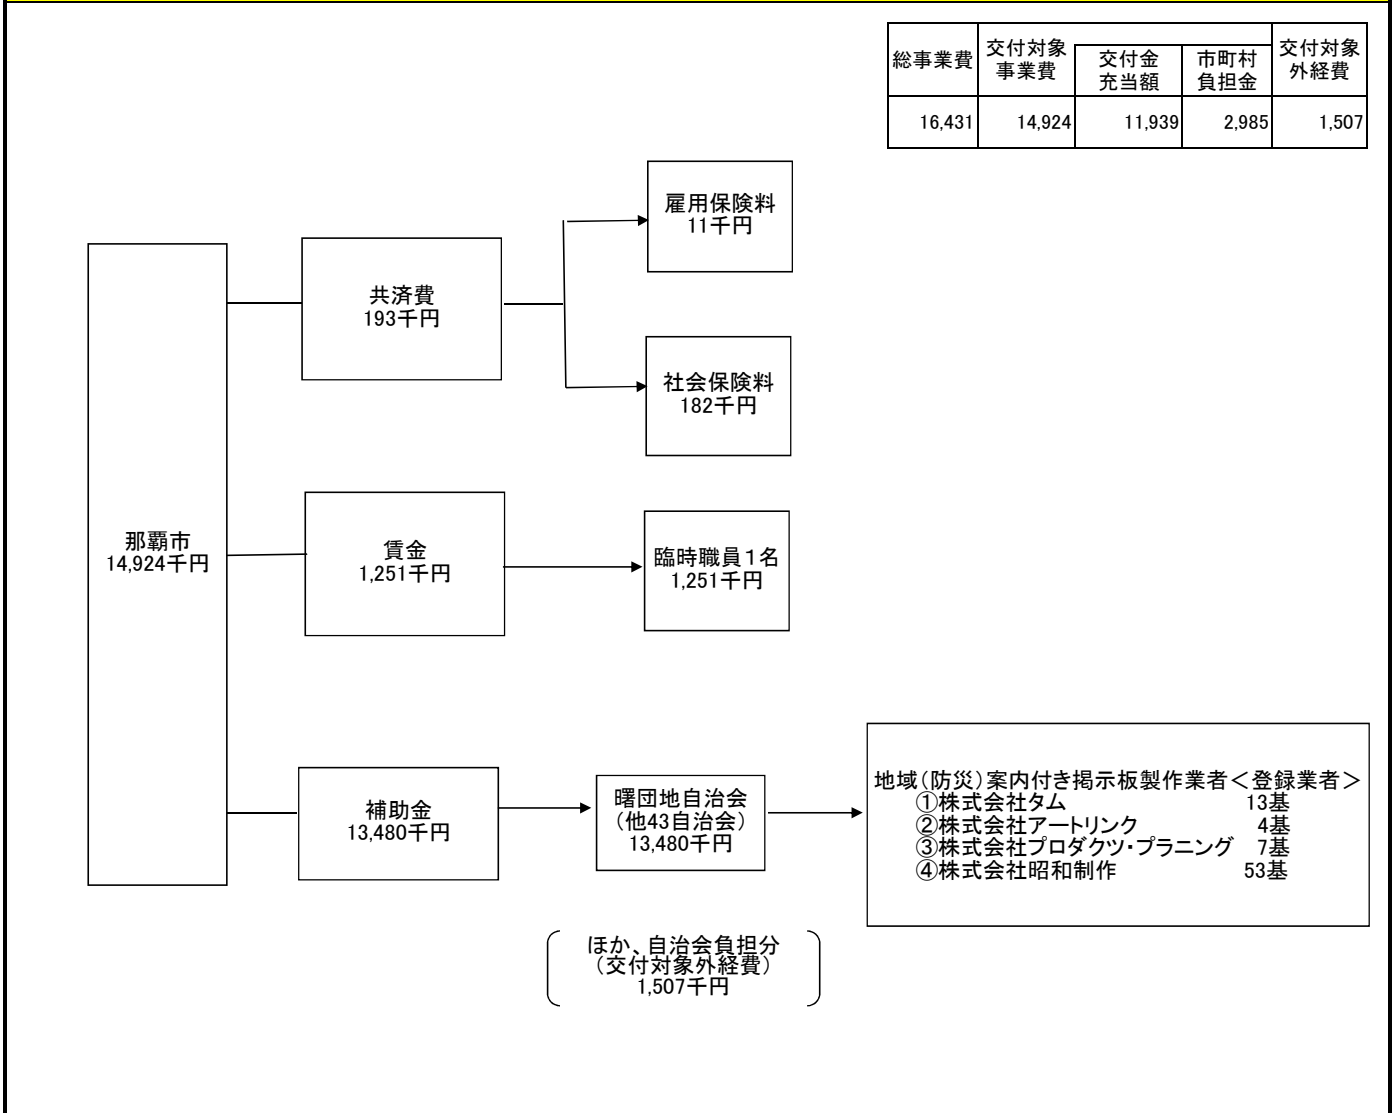 総事業費
交付対象
事業費
交付金
充当額
市町村
負担金
交付対象
外経費
16,431
14,924
11,939
2,985
1,507
雇用保険料
11千円
共済費
193千円
社会保険料
182千円
那覇市
14,924千円
賃金
1,251千円
臨時職員1名
1,251千円
補助金
13,480千円
曙団地自治会
(他43自治会)
13,480千円
地域(防災)案内付き掲示板製作業者<登録業者>
①株式会社タム 13基
②株式会社アートリンク 4基
③株式会社プロダクツ・プラニング 7基
④株式会社昭和制作 53基
ほか、自治会負担分
(交付対象外経費)
1,507千円